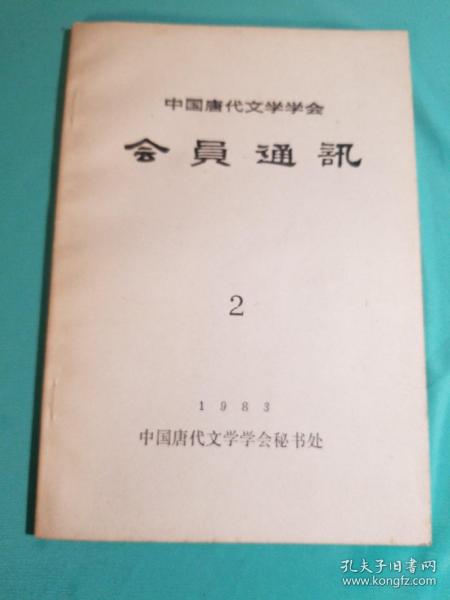 中国唐代文学学会
会員通訊
2
1983
中国唐代文学学会秘书处
孔夫子旧书网
www.kongfz.com